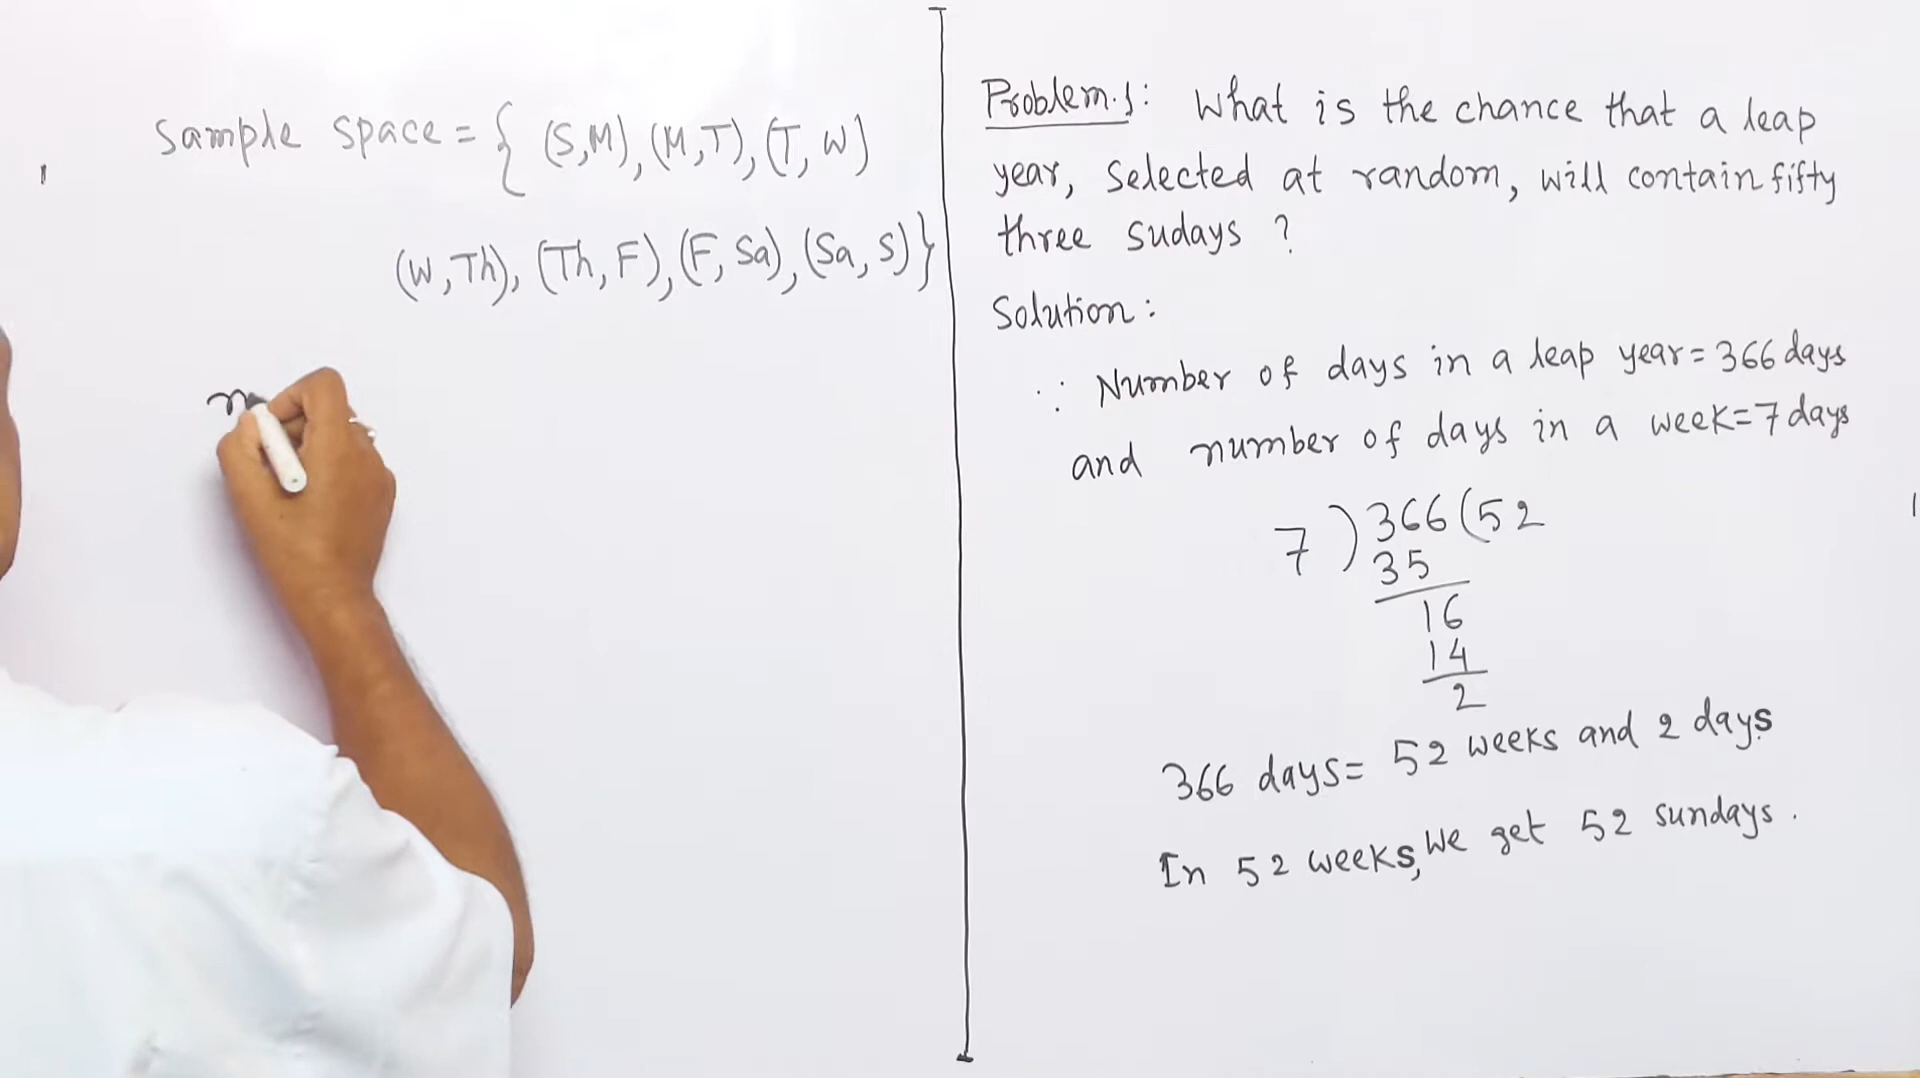 Sample space = { (S,M), (M,T), (T, W)
(W,Th), (Th, F), (F, Sa), (Sa, S) }
n
Problem.1: What is the chance that a leap
year, selected at random, will contain fifty
three sudays ?
Solution:
∵ Number of days in a leap year = 366 days
and number of days in a week = 7 days
7 ) 366 ( 52
35
16
14
2
366 days = 52 weeks and 2 days
In 52 weeks, we get 52 sundays.